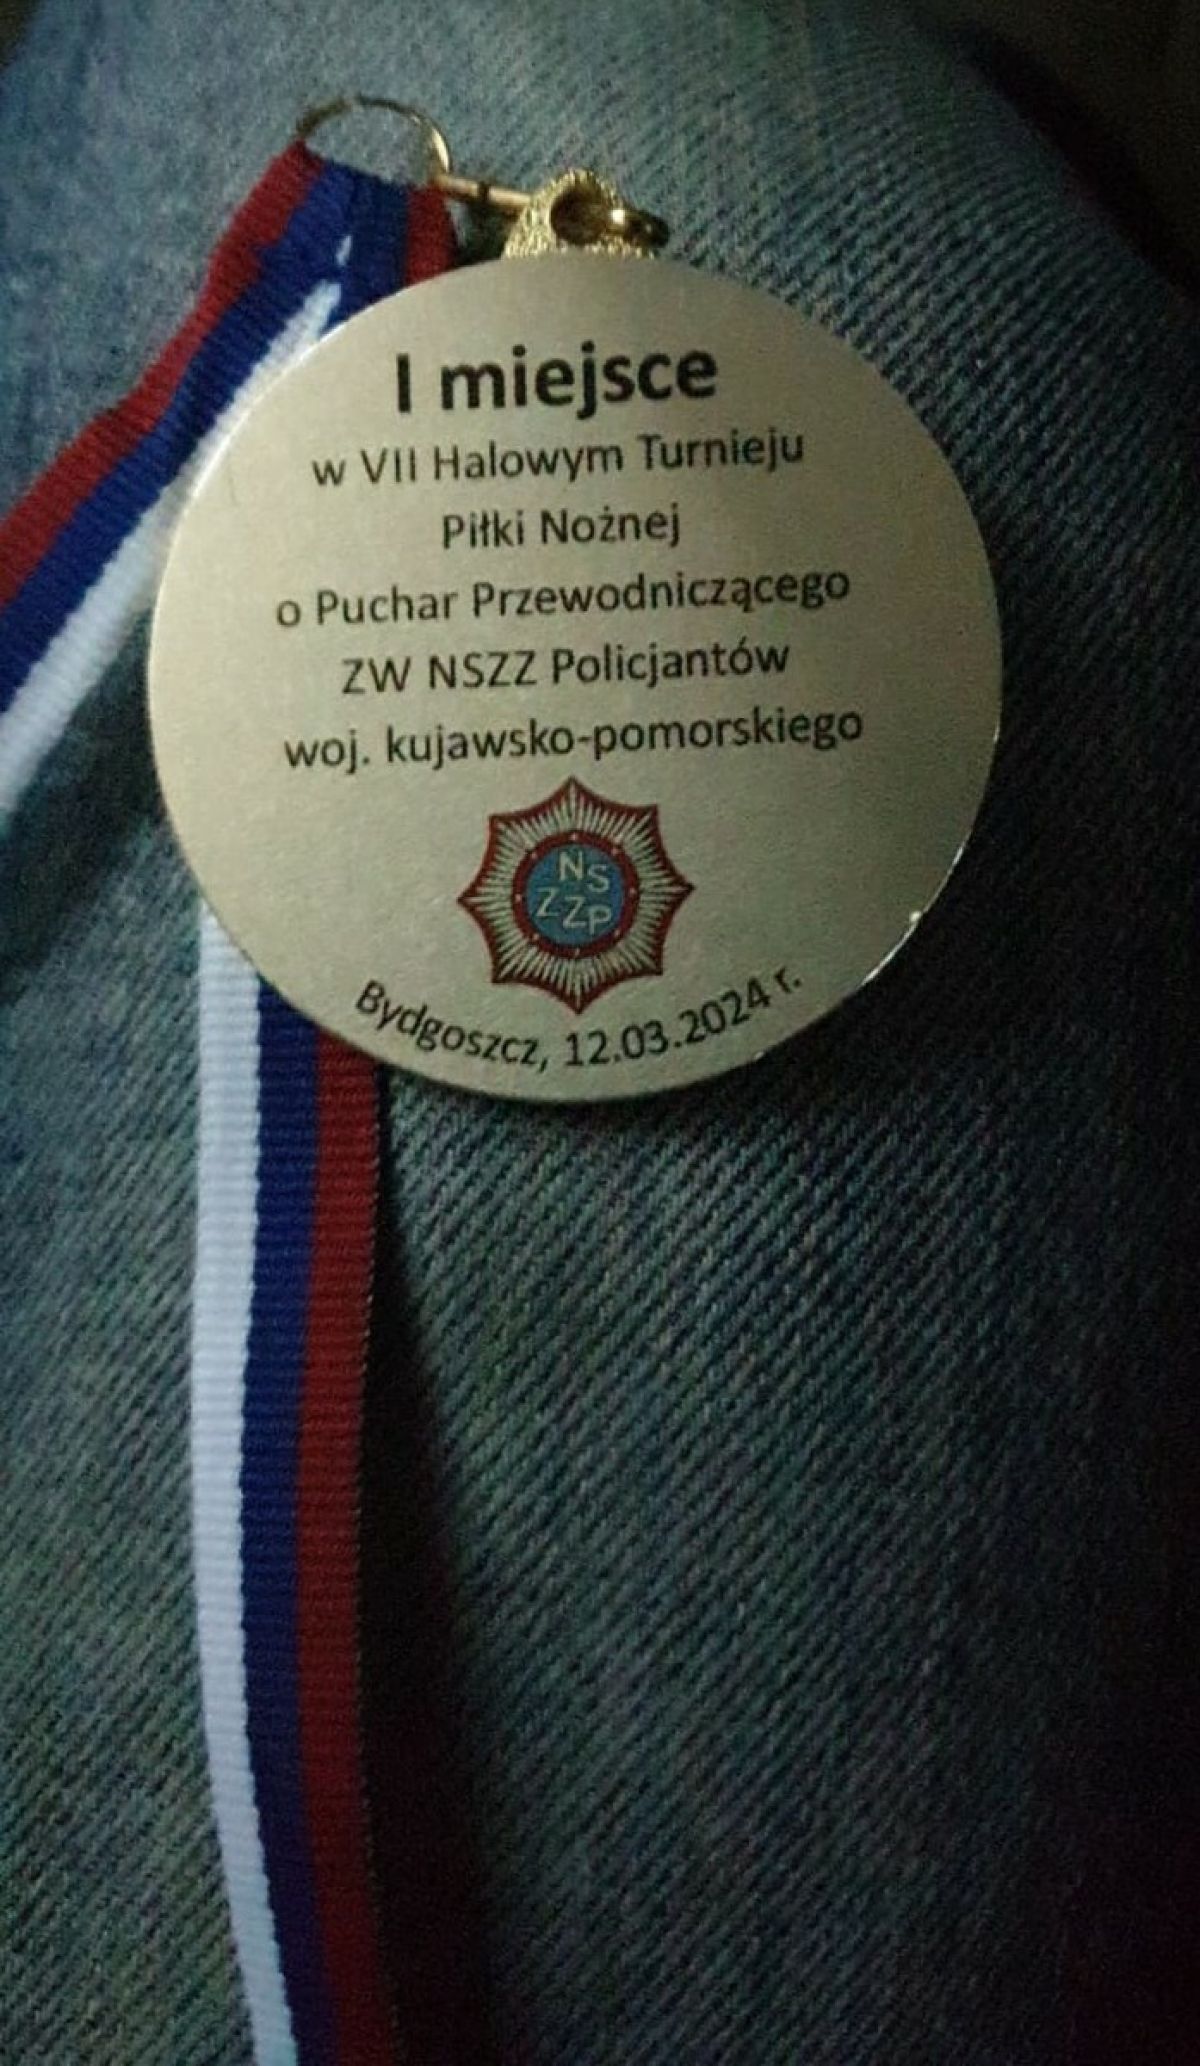 I miejsce
w VII Halowym Turnieju
Piłki Nożnej
o Puchar Przewodniczącego
ZW NSZZ Policjantów
woj. kujawsko-pomorskiego
NS
ZZP
Bydgoszcz, 12.03.2024 r.